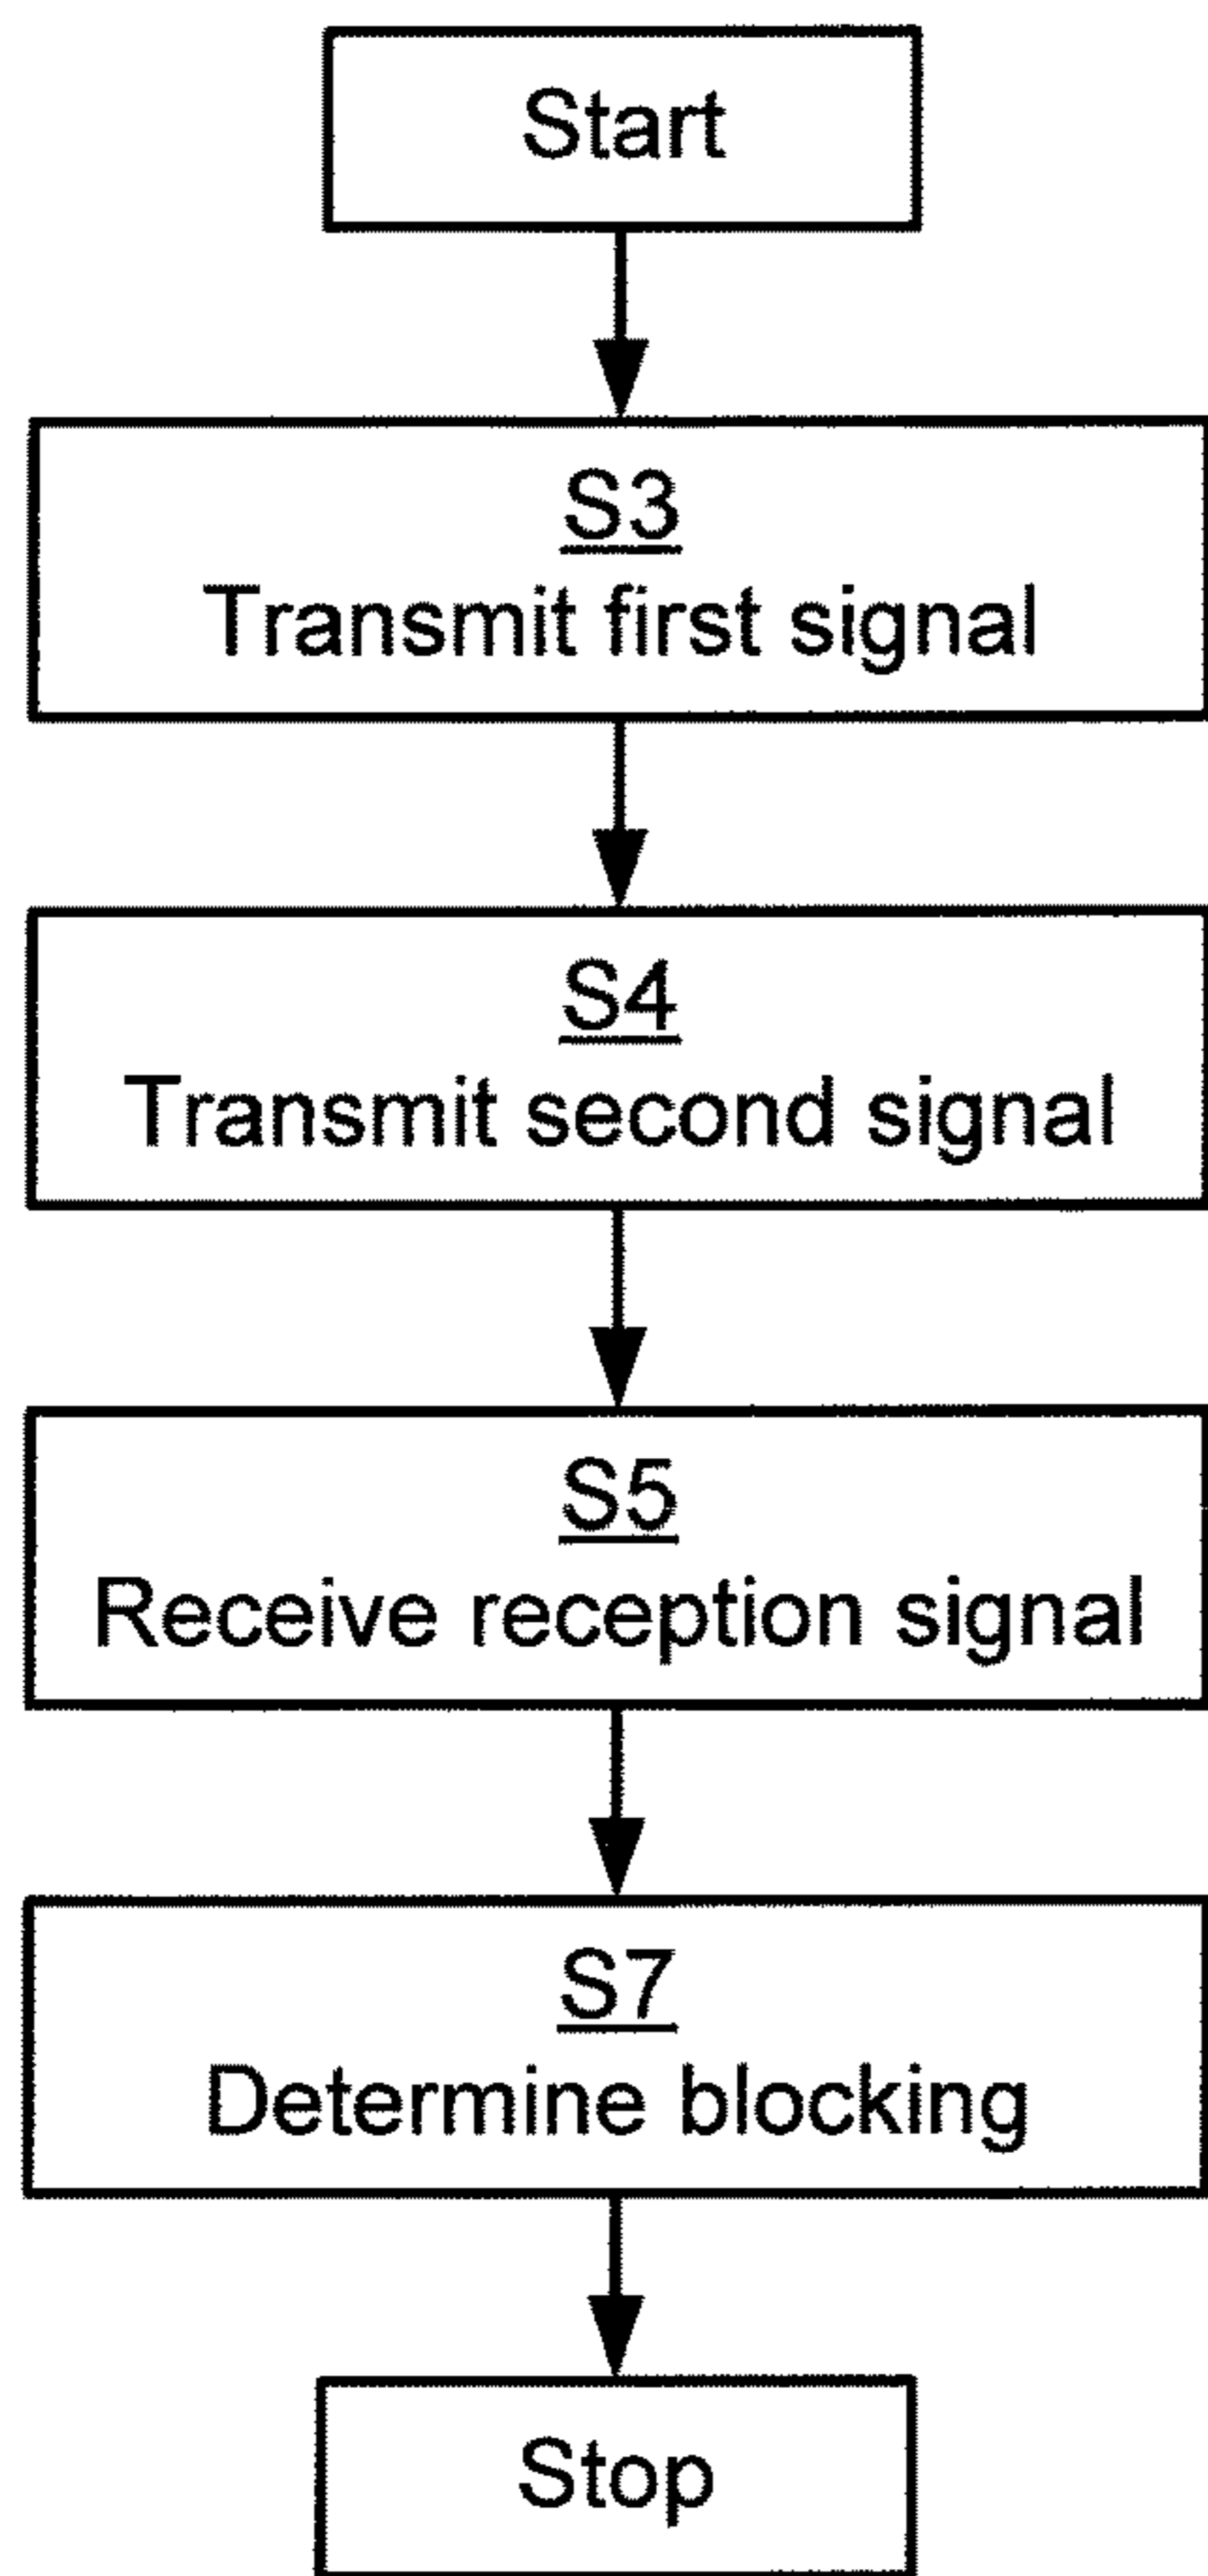 Start
S3
Transmit first signal
S4
Transmit second signal
S5
Receive reception signal
S7
Determine blocking
Stop